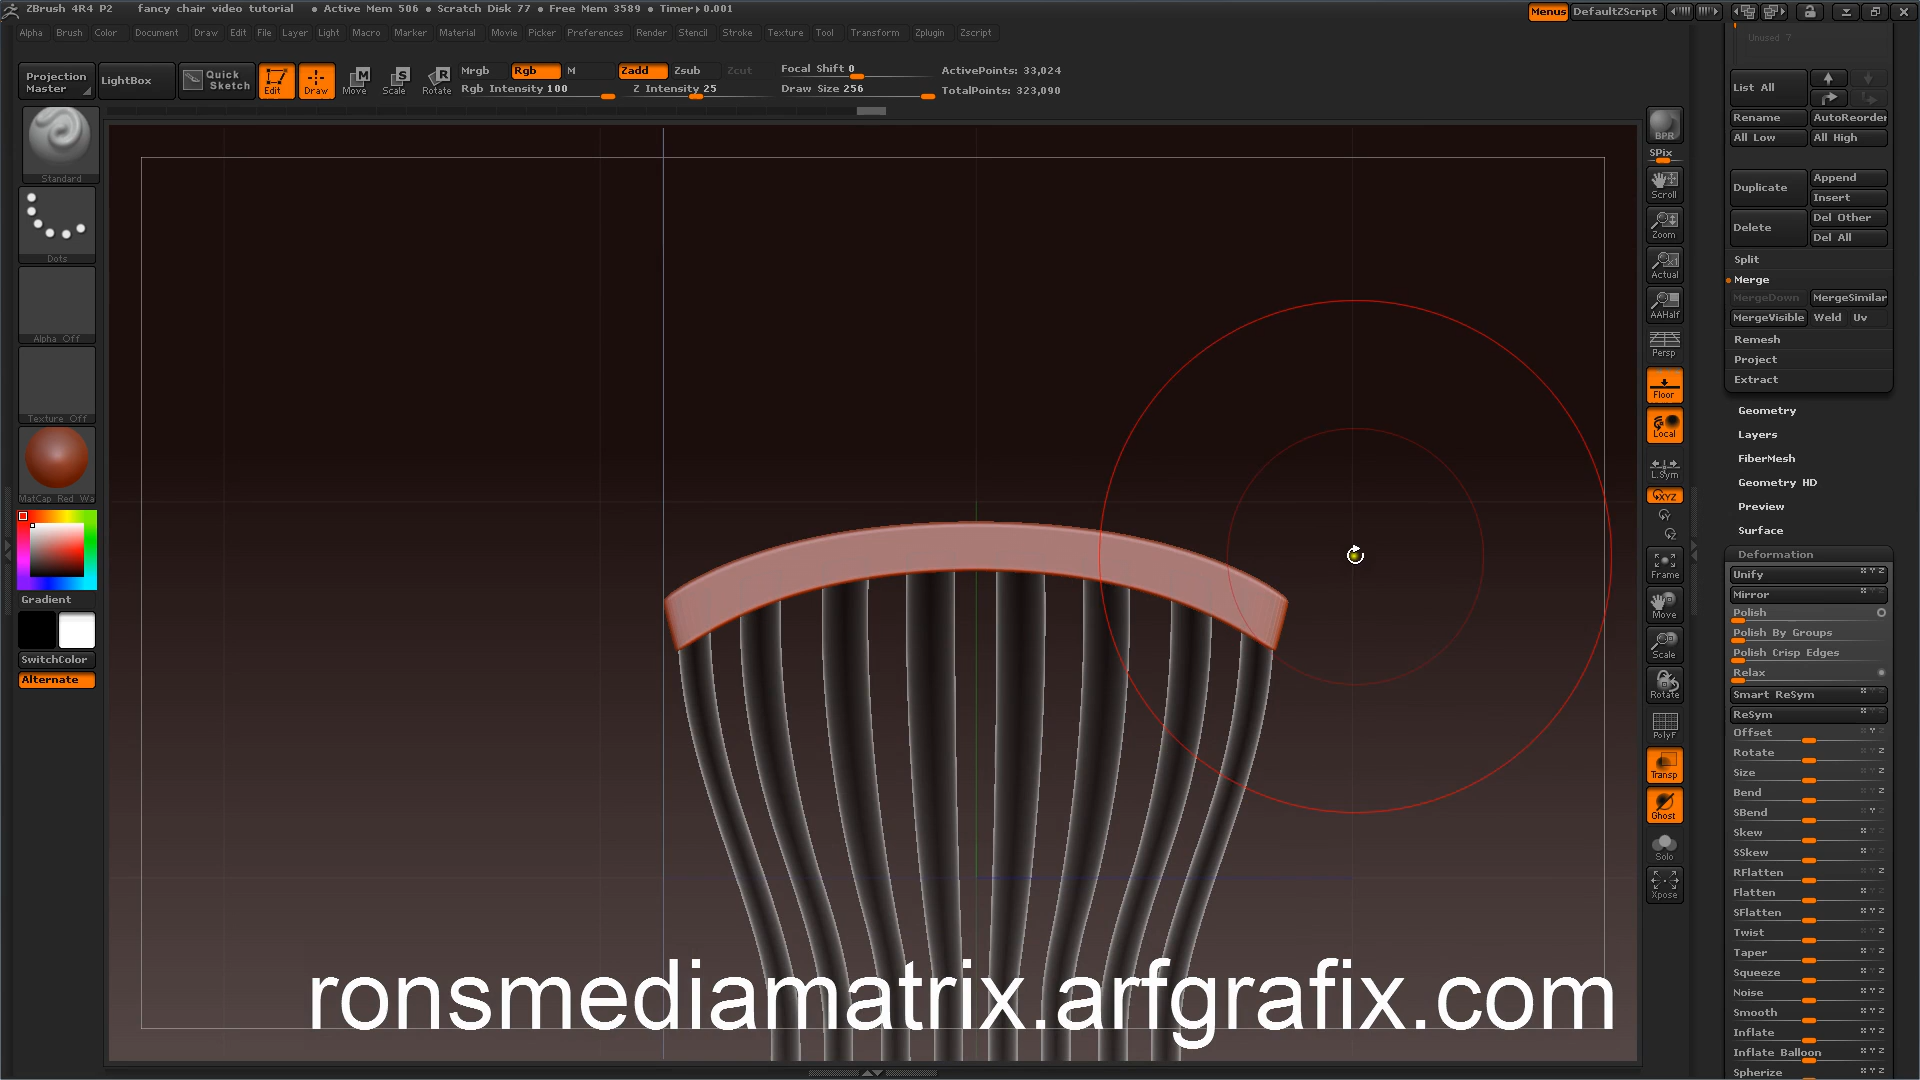 ZBrush 4R4 P2 fancy chair video tutorial • Active Mem 506 • Scratch Disk 77 • Free Mem 3589 • Timer▸0.001 Menus DefaultZScript
Alpha Brush Color Document Draw Edit File Layer Light Macro Marker Material Movie Picker Preferences Render Stencil Stroke Texture Tool Transform Zplugin Zscript
Projection Master
LightBox
Quick Sketch
Edit
Draw
Move
Scale
Rotate
Mrgb Rgb M
Rgb Intensity 100
Zadd Zsub Zcut
Z Intensity 25
Focal Shift 0
Draw Size 256
ActivePoints: 33,024
TotalPoints: 323,090
Standard
Dots
Alpha Off
Texture Off
MatCap Red Wa
Gradient
SwitchColor
Alternate
ronsmediamatrix.arfgrafix.com
BPR
SPix
Scroll
Zoom
Actual
AAHalf
Persp
Floor
Local
L.Sym
XYZ
Frame
Move
Scale
Rotate
PolyF
Transp
Ghost
Solo
Xpose
Unused 7
List All
Rename AutoReorder
All Low All High
Duplicate Append
Insert
Delete Del Other
Del All
Split
Merge
MergeDown MergeSimilar
MergeVisible Weld Uv
Remesh
Project
Extract
Geometry
Layers
FiberMesh
Geometry HD
Preview
Surface
Deformation
Unify
Mirror
Polish
Polish By Groups
Polish Crisp Edges
Relax
Smart ReSym
ReSym
Offset
Rotate
Size
Bend
SBend
Skew
SSkew
RFlatten
Flatten
SFlatten
Twist
Taper
Squeeze
Noise
Smooth
Inflate
Inflate Balloon
Spherize